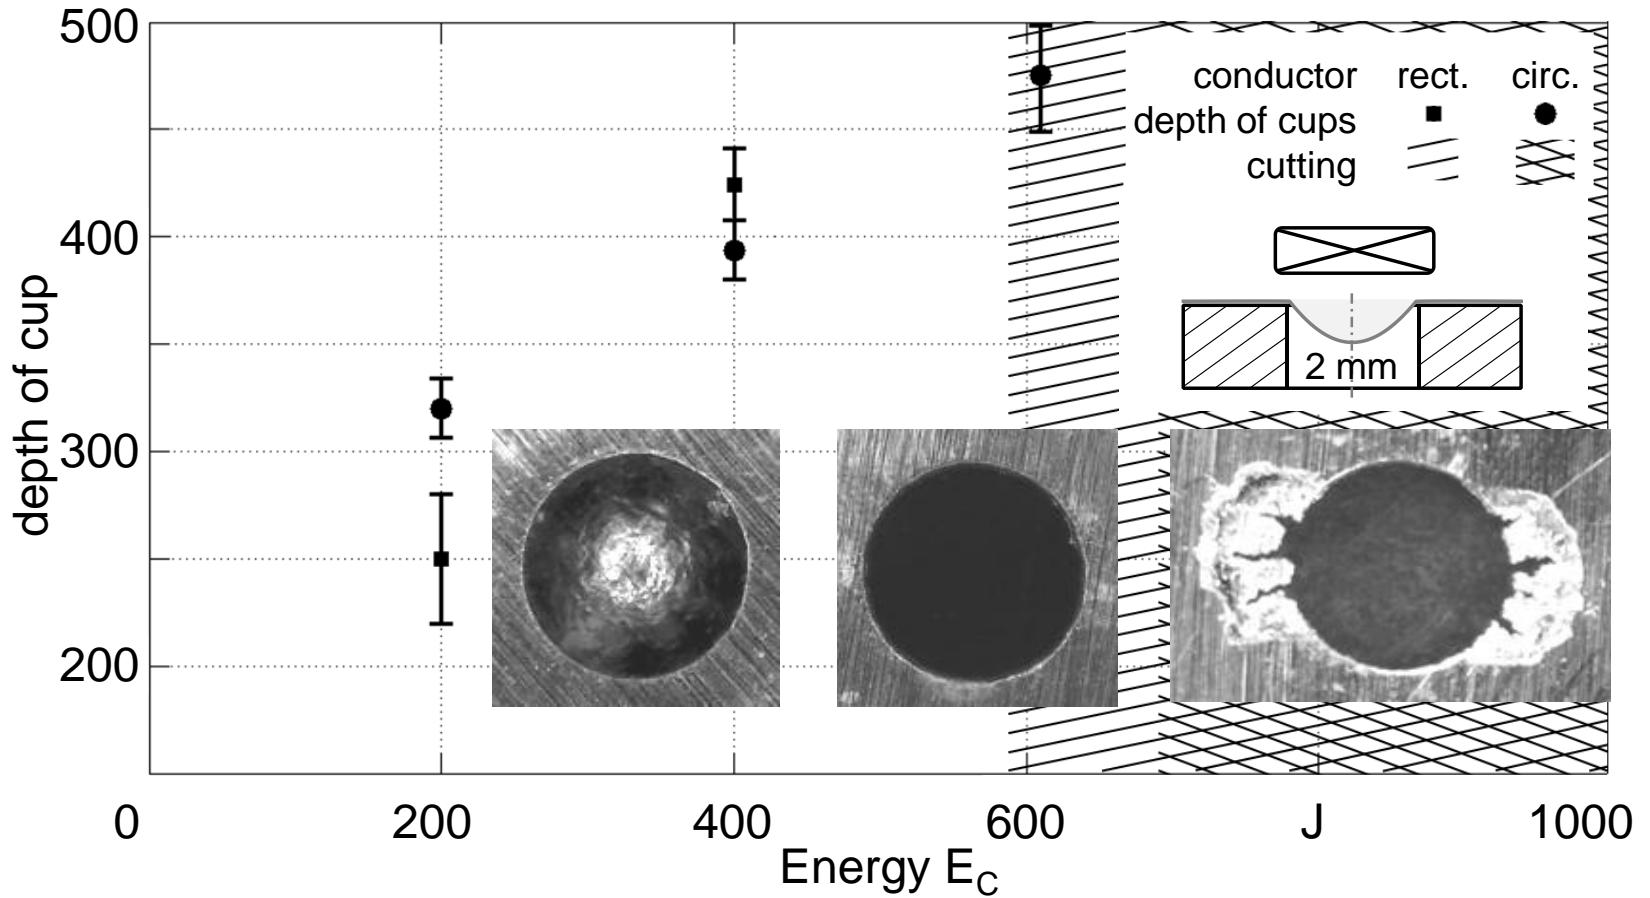 500
400
300
200
depth of cup
conductor rect. circ.
depth of cups
cutting
2 mm
0 200 400 600 J 1000
Energy E_C